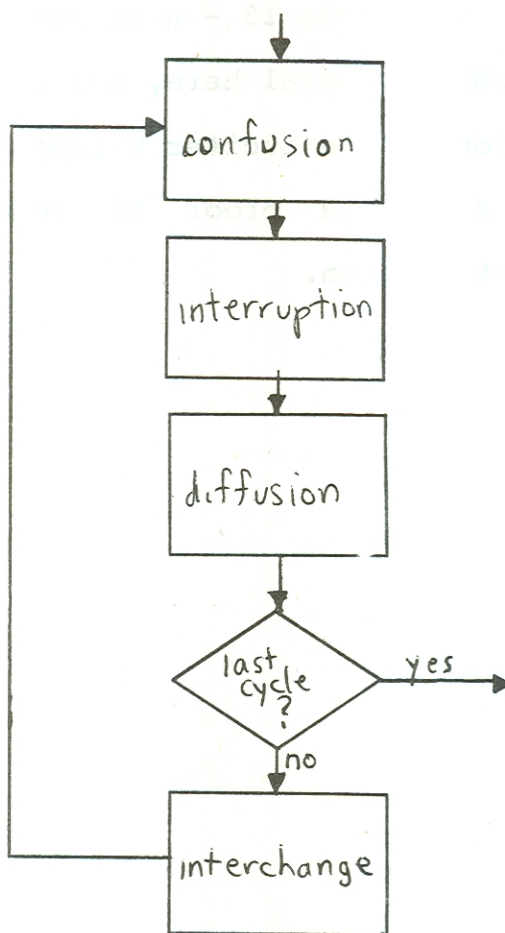 confusion
interruption
diffusion
last
cycle
?
yes
no
interchange